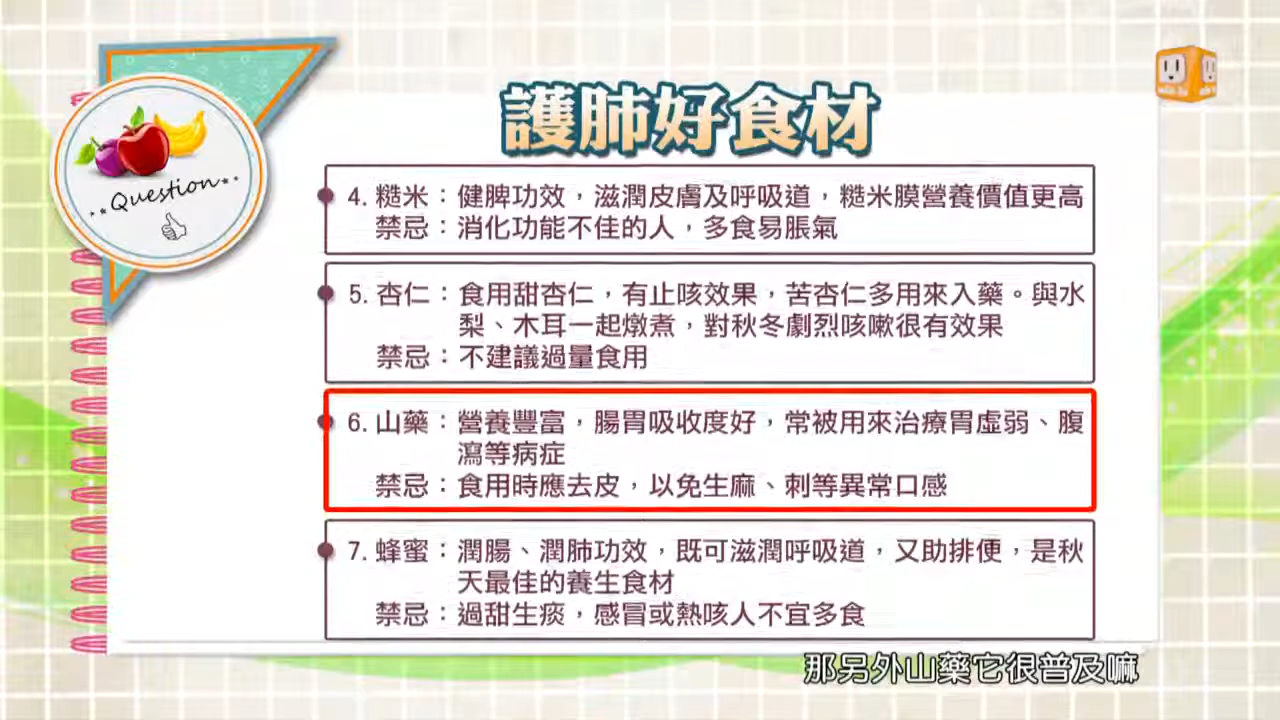 護肺好食材
Question
4. 糙米：健脾功效，滋潤皮膚及呼吸道，糙米膜營養價值更高
禁忌：消化功能不佳的人，多食易脹氣
5. 杏仁：食用甜杏仁，有止咳效果，苦杏仁多用來入藥。與水
梨、木耳一起燉煮，對秋冬劇烈咳嗽很有效果
禁忌：不建議過量食用
6. 山藥：營養豐富，腸胃吸收度好，常被用來治療胃虛弱、腹
瀉等病症
禁忌：食用時應去皮，以免生麻、刺等異常口感
7. 蜂蜜：潤腸、潤肺功效，既可滋潤呼吸道，又助排便，是秋
天最佳的養生食材
禁忌：過甜生痰，感冒或熱咳人不宜多食
那另外山藥它很普及嘛